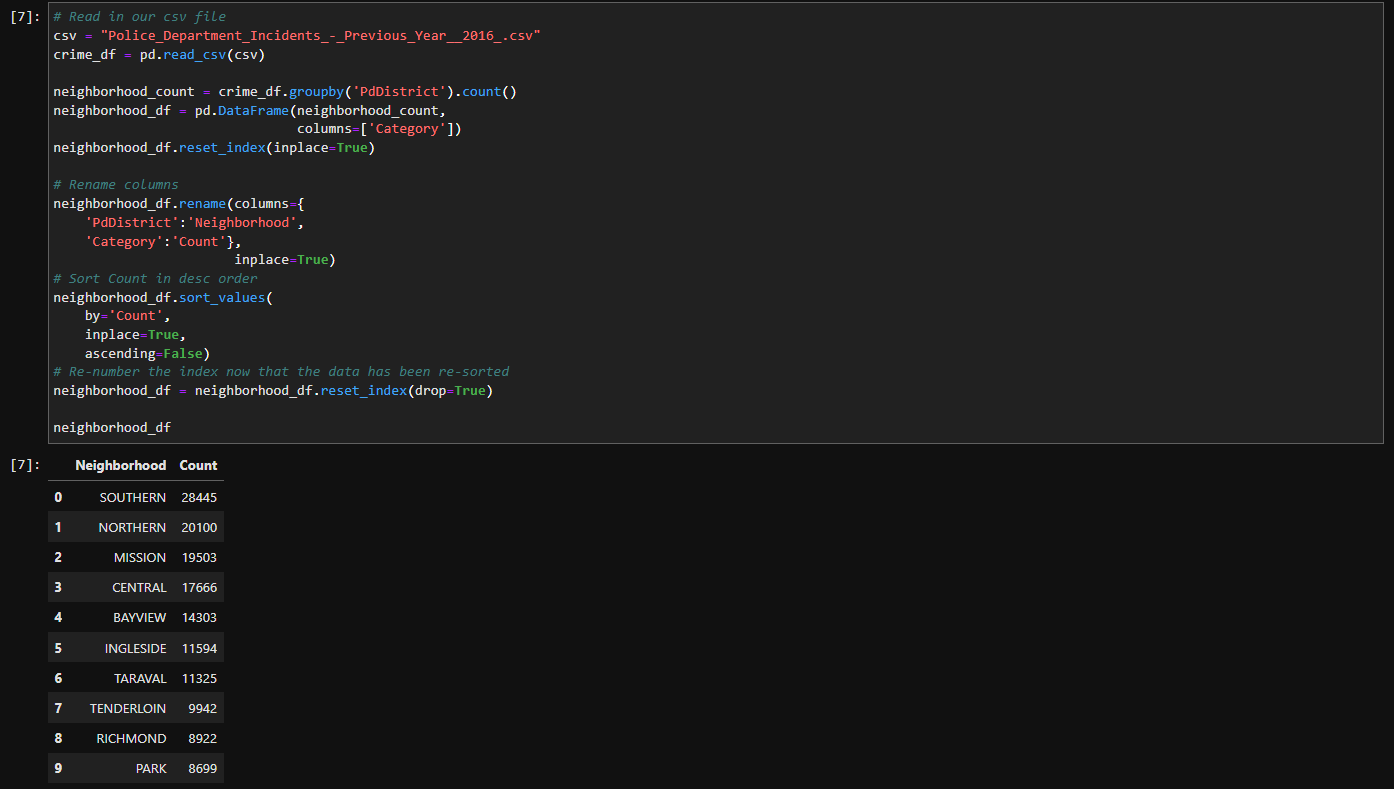 [7]: # Read in our csv file
csv = "Police_Department_Incidents_-_Previous_Year__2016_.csv"
crime_df = pd.read_csv(csv)

neighborhood_count = crime_df.groupby('PdDistrict').count()
neighborhood_df = pd.DataFrame(neighborhood_count,
                               columns=['Category'])
neighborhood_df.reset_index(inplace=True)

# Rename columns
neighborhood_df.rename(columns={
    'PdDistrict':'Neighborhood',
    'Category':'Count'},
                       inplace=True)
# Sort Count in desc order
neighborhood_df.sort_values(
    by='Count',
    inplace=True,
    ascending=False)
# Re-number the index now that the data has been re-sorted
neighborhood_df = neighborhood_df.reset_index(drop=True)

neighborhood_df
[7]: Neighborhood Count
0 SOUTHERN 28445
1 NORTHERN 20100
2 MISSION 19503
3 CENTRAL 17666
4 BAYVIEW 14303
5 INGLESIDE 11594
6 TARAVAL 11325
7 TENDERLOIN 9942
8 RICHMOND 8922
9 PARK 8699